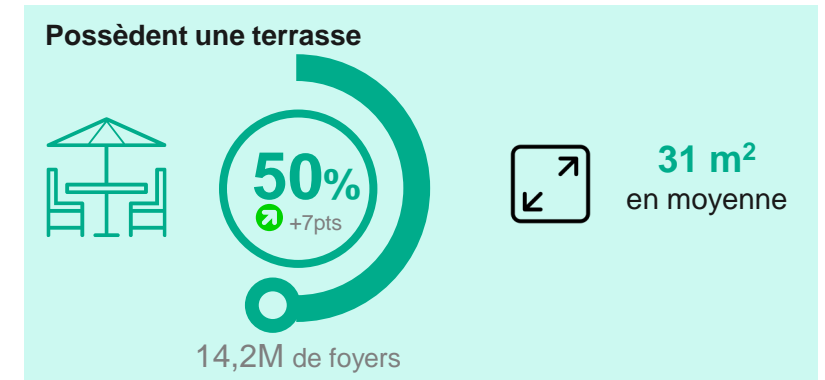 Possèdent une terrasse
50%
+7pts
14,2M de foyers
31 m²
en moyenne